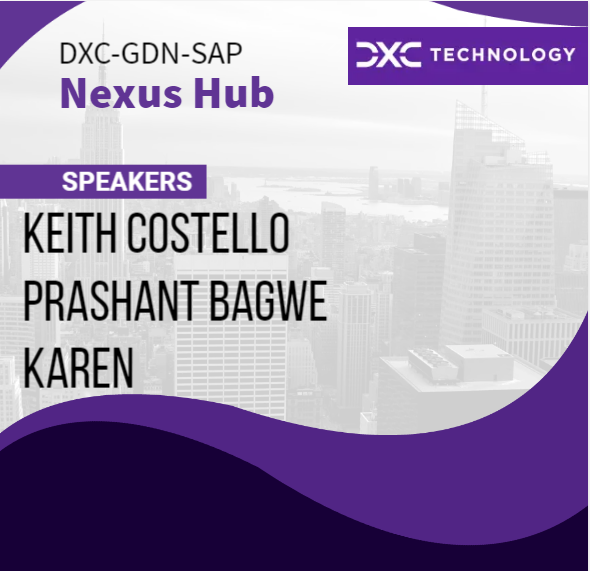 DXC-GDN-SAP
Nexus Hub
DXC TECHNOLOGY
SPEAKERS
KEITH COSTELLO
PRASHANT BAGWE
KAREN